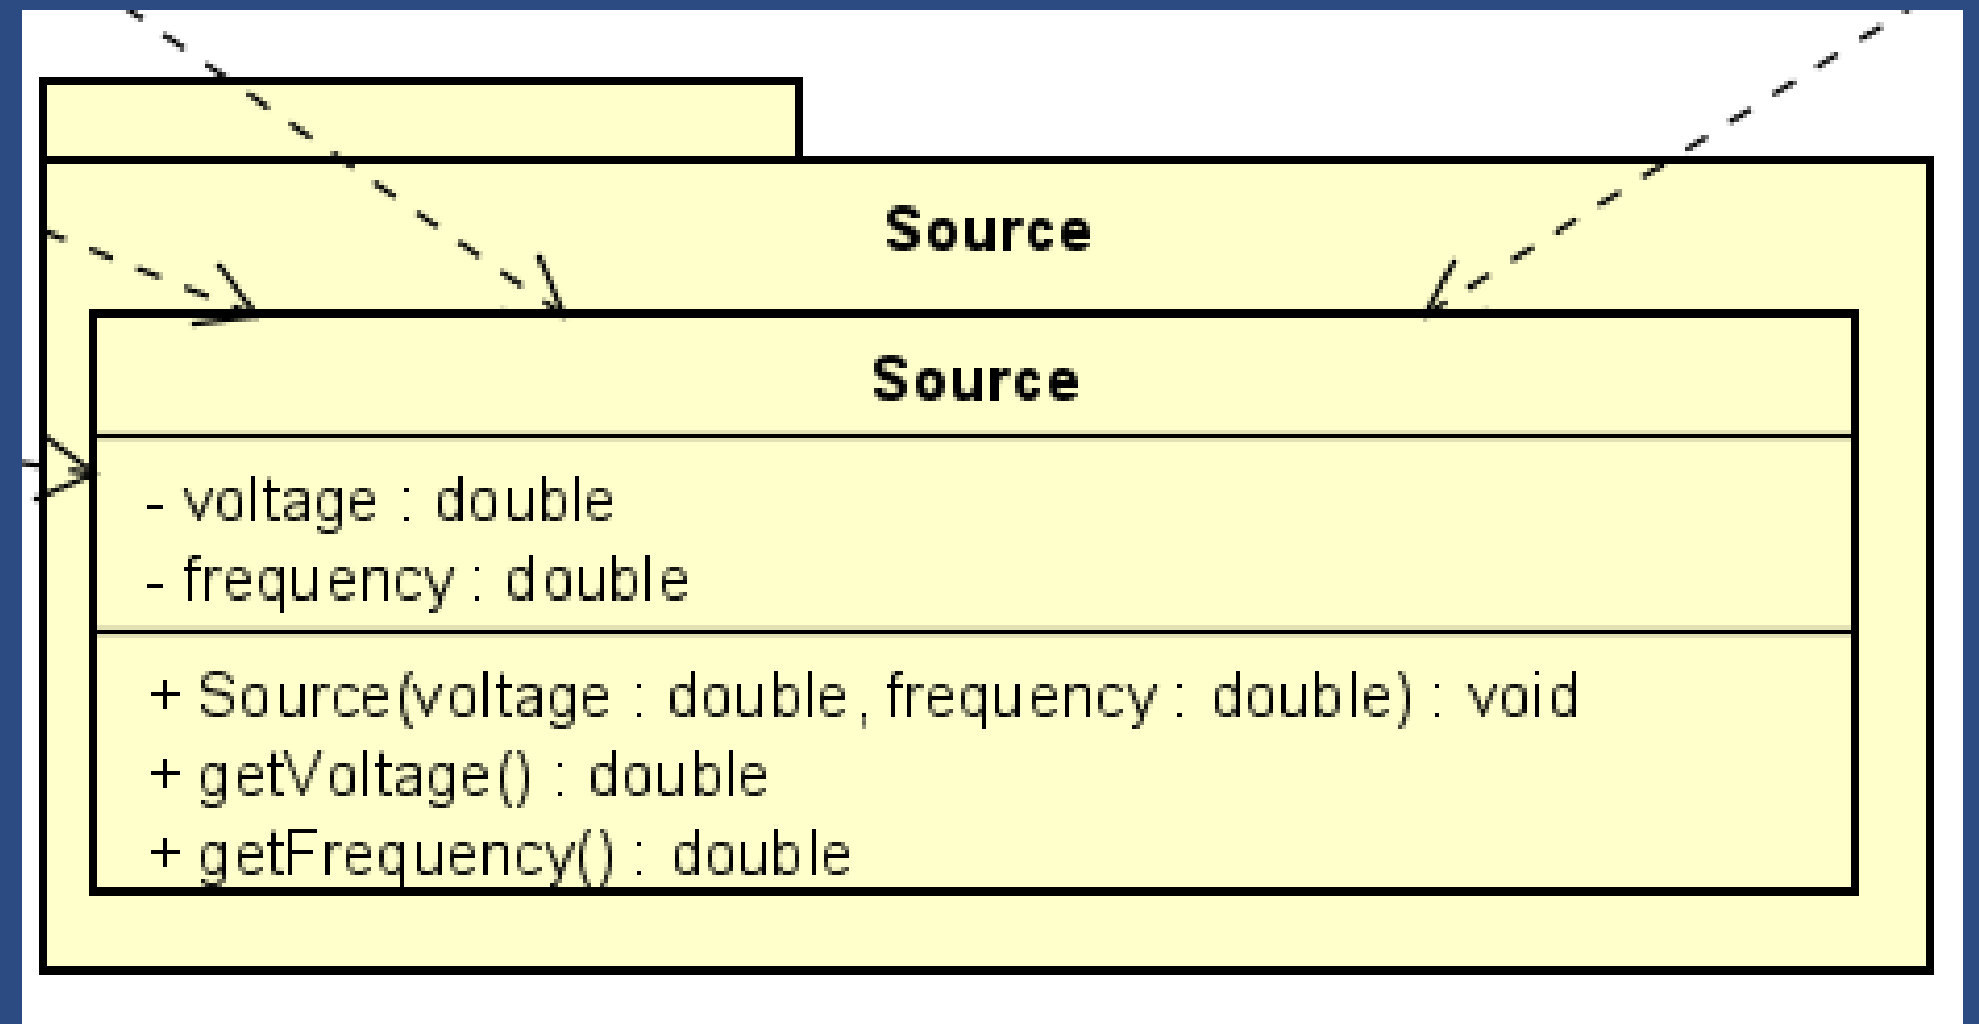 Source
Source
- voltage : double
- frequency : double
+ Source(voltage : double, frequency : double) : void
+ getVoltage() : double
+ getFrequency() : double